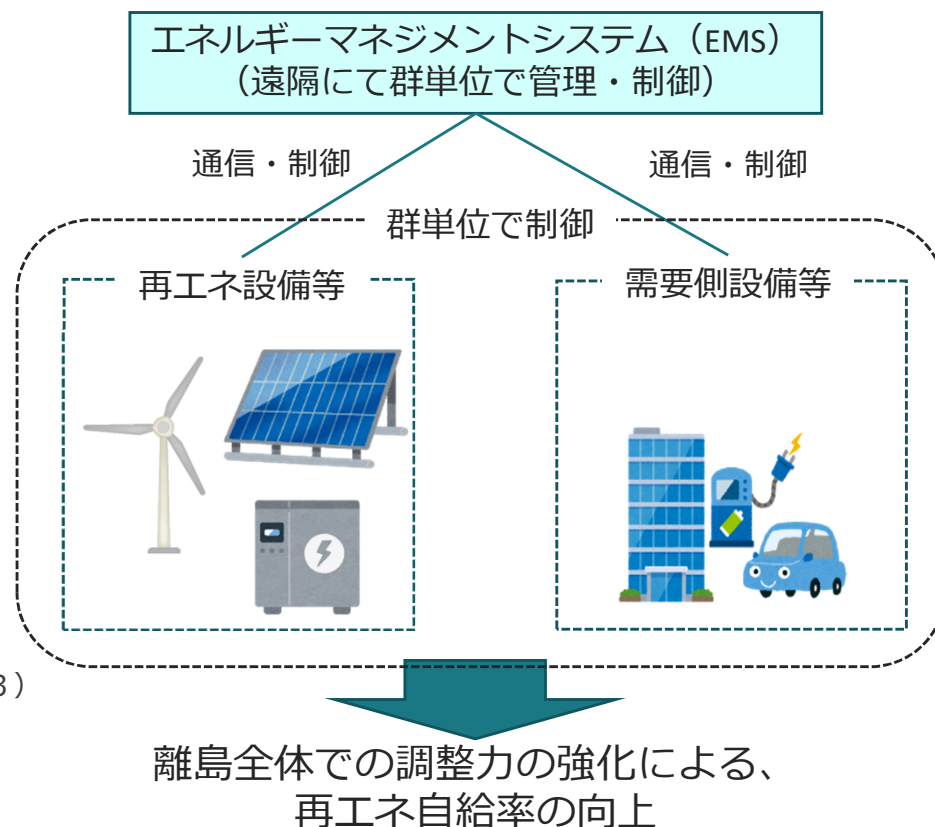 エネルギーマネジメントシステム（EMS）
（遠隔にて群単位で管理・制御）
通信・制御
通信・制御
群単位で制御
再エネ設備等
需要側設備等
3）
離島全体での調整力の強化による、
再エネ自給率の向上